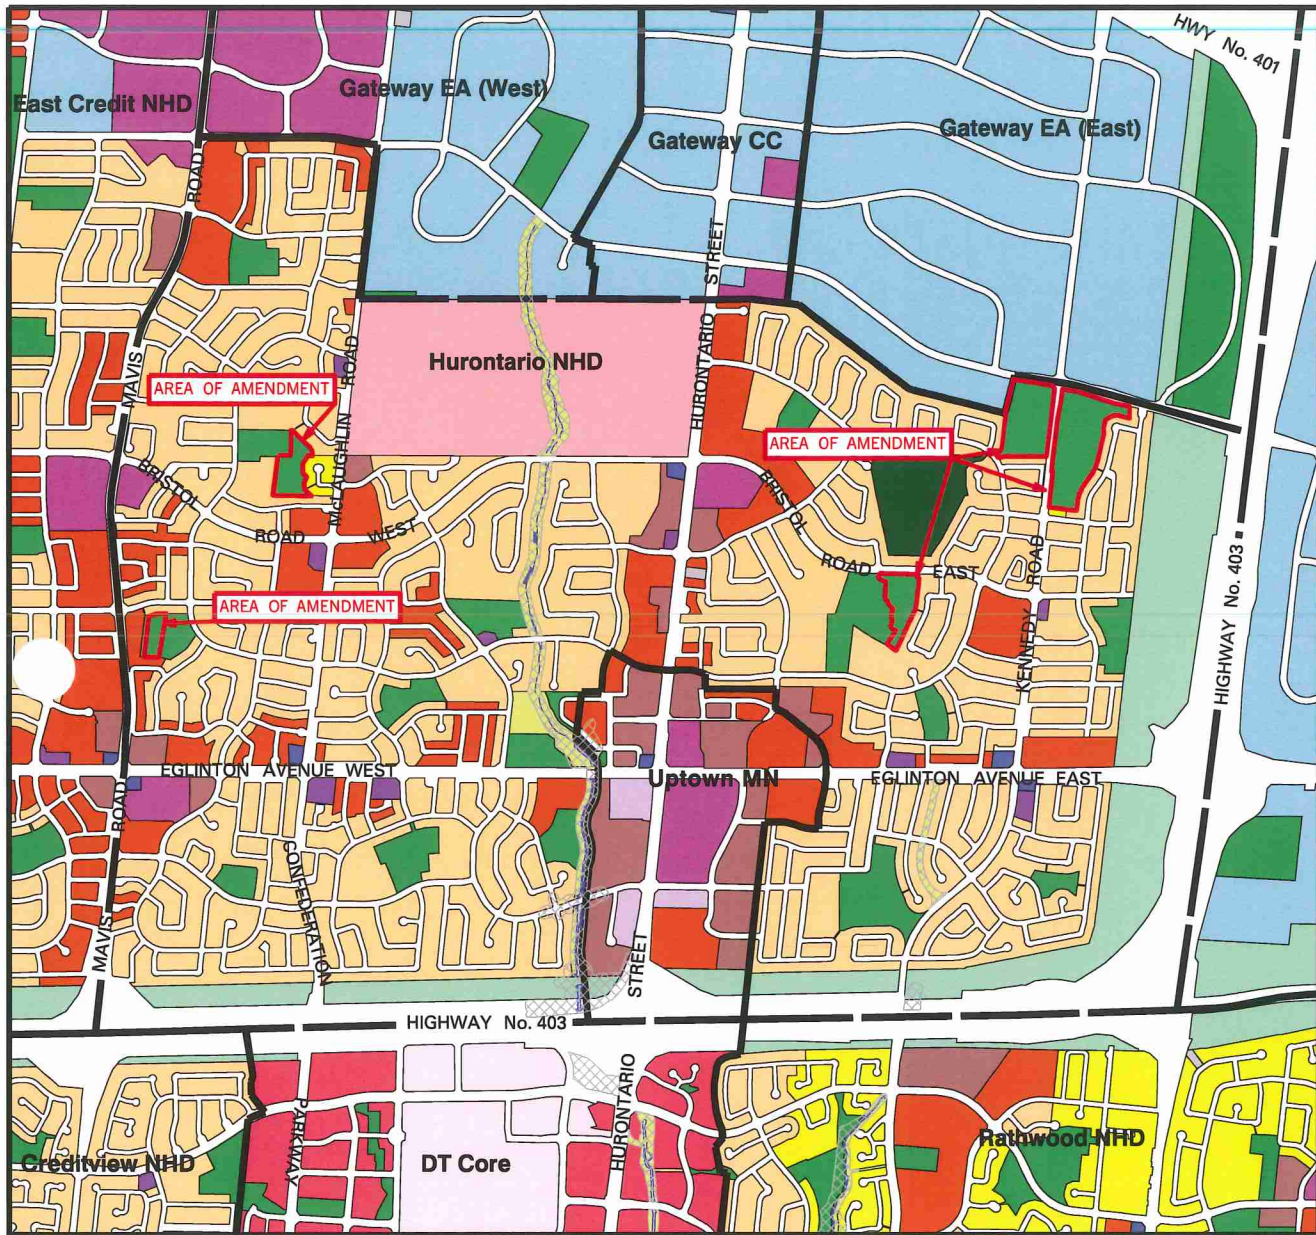 HWY No. 401
East Credit NHD
Gateway EA (West)
Gateway CC
Gateway EA (East)
ROAD
STREET
Hurontario NHD
MAVIS
AREA OF AMENDMENT
ROAD
HURONTARIO
McLAUGHLIN
AREA OF AMENDMENT
BRISTOL
ROAD
WEST
BRISTOL
ROAD
EAST
ROAD
KENNEDY
HIGHWAY No. 403
AREA OF AMENDMENT
EGLINTON AVENUE WEST
Uptown MN
EGLINTON AVENUE EAST
ROAD
CONFEDERATION
MAVIS
STREET
HIGHWAY No. 403
HURONTARIO
PARKWAY
Creditview NHD
DT Core
Rathwood NHD